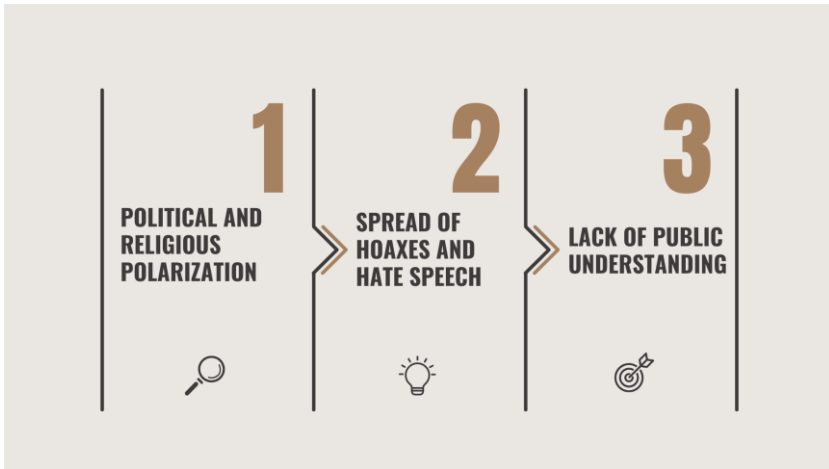 1
POLITICAL AND
RELIGIOUS
POLARIZATION
2
SPREAD OF
HOAXES AND
HATE SPEECH
3
LACK OF PUBLIC
UNDERSTANDING